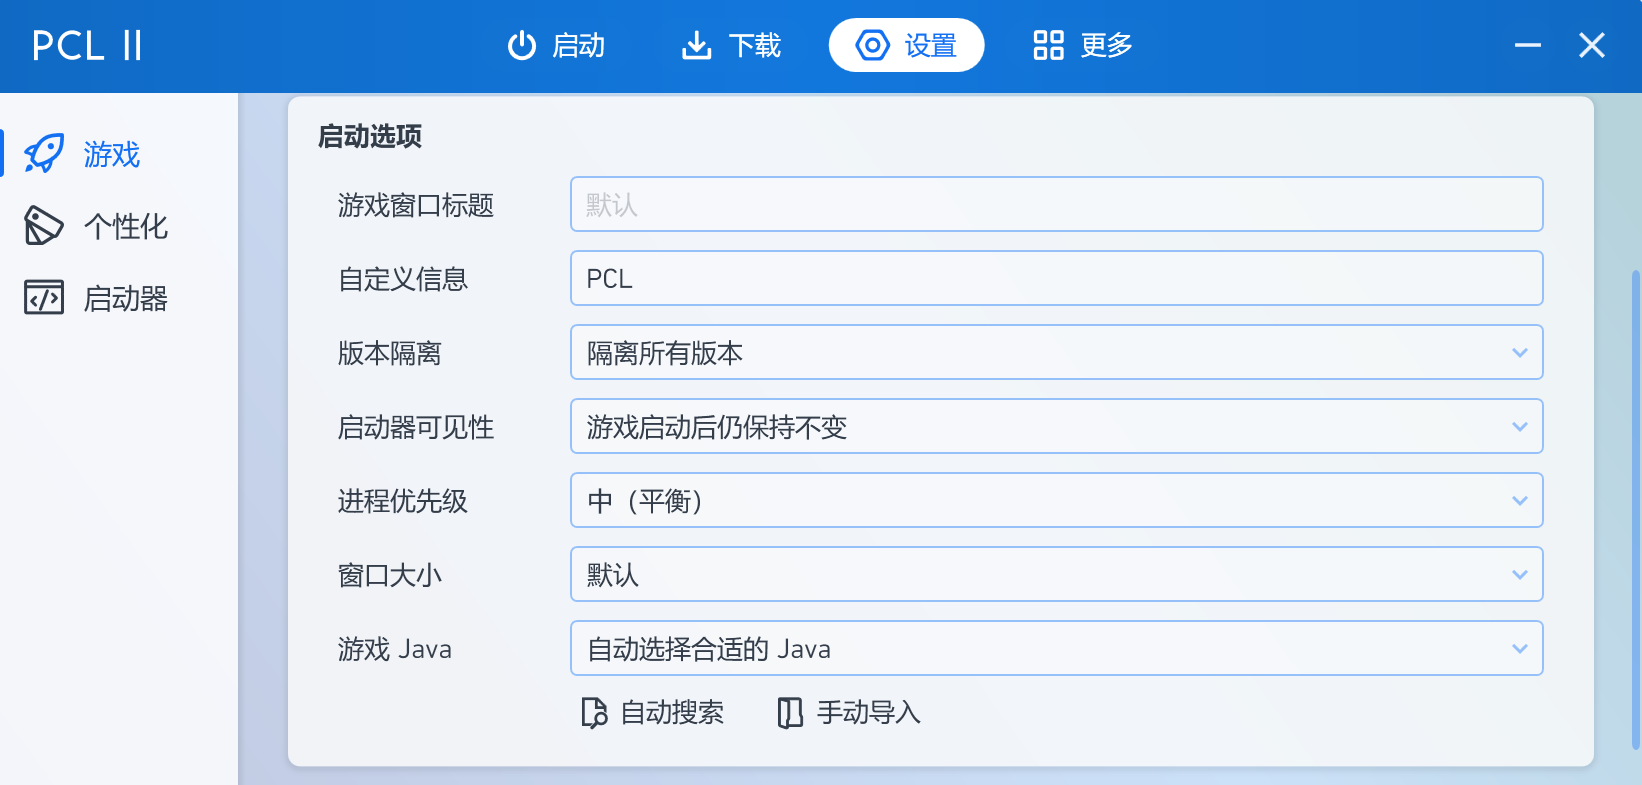 PCL II
启动
下载
设置
更多
游戏
个性化
启动器
启动选项
游戏窗口标题 默认
自定义信息 PCL
版本隔离 隔离所有版本
启动器可见性 游戏启动后仍保持不变
进程优先级 中（平衡）
窗口大小 默认
游戏 Java 自动选择合适的 Java
自动搜索 手动导入